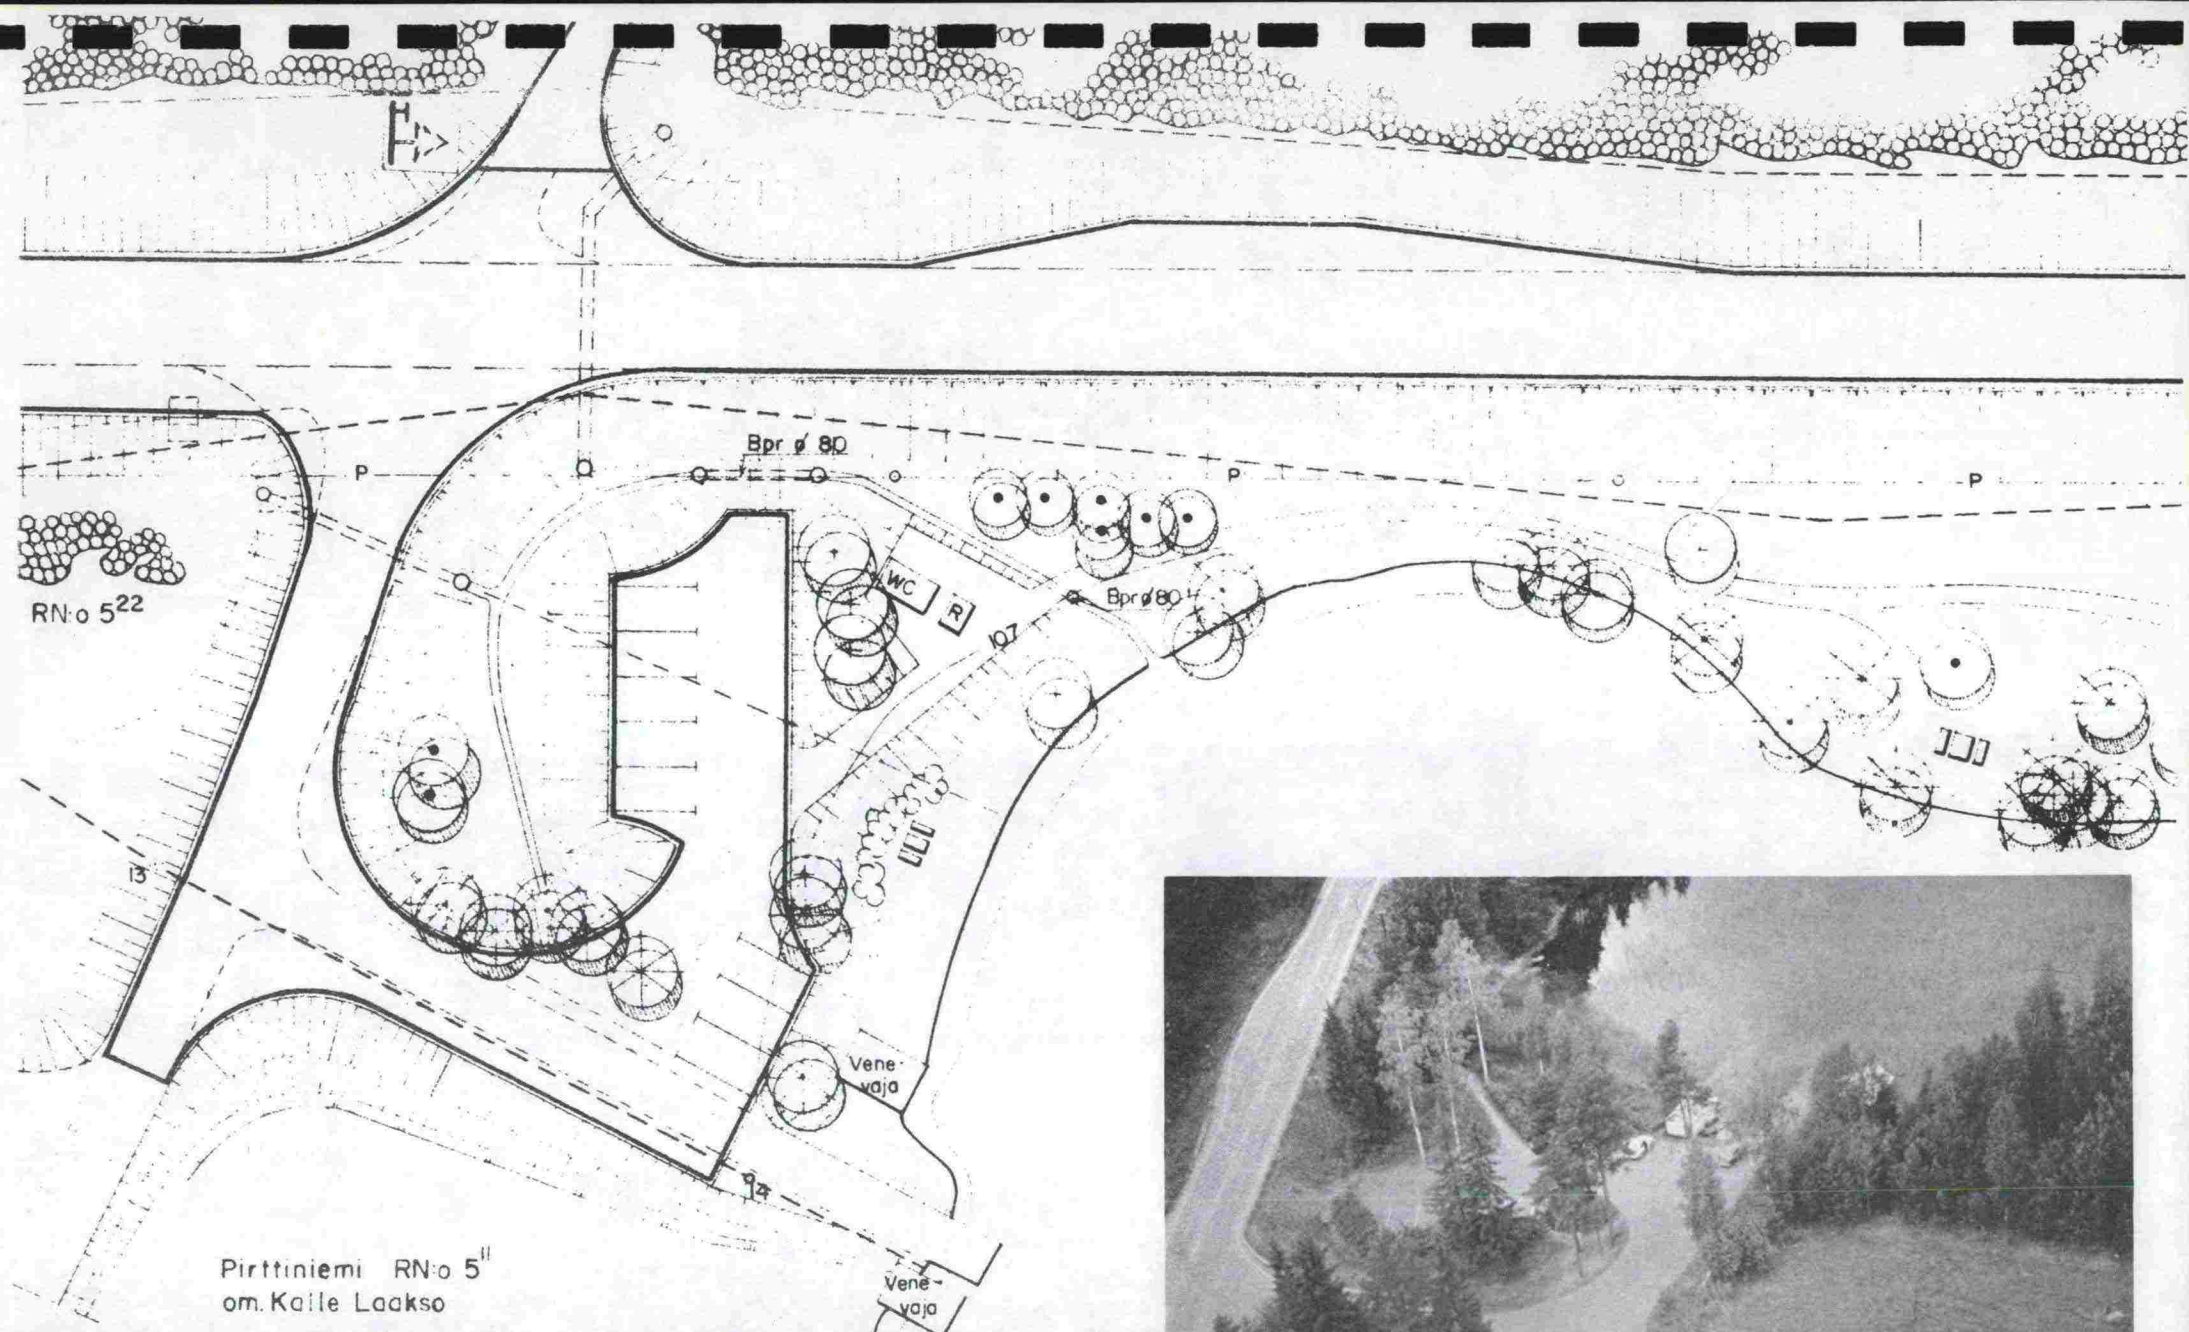 H
Bpr ø 80
P
P
P
WC
R
RN:o 5²²
Bpr ø 80
107
13
Vene-
vaja
94
Pirttiniemi RN:o 5¹¹
om. Kalle Laakso
Vene-
vaja